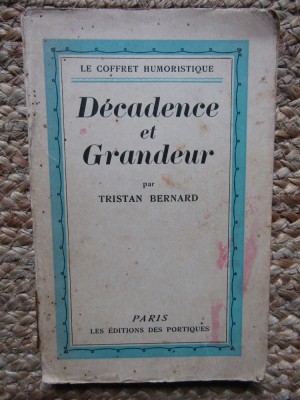 LE COFFRET HUMORISTIQUE
Décadence
et
Grandeur
par
TRISTAN BERNARD
PARIS
LES ÉDITIONS DES PORTIQUES